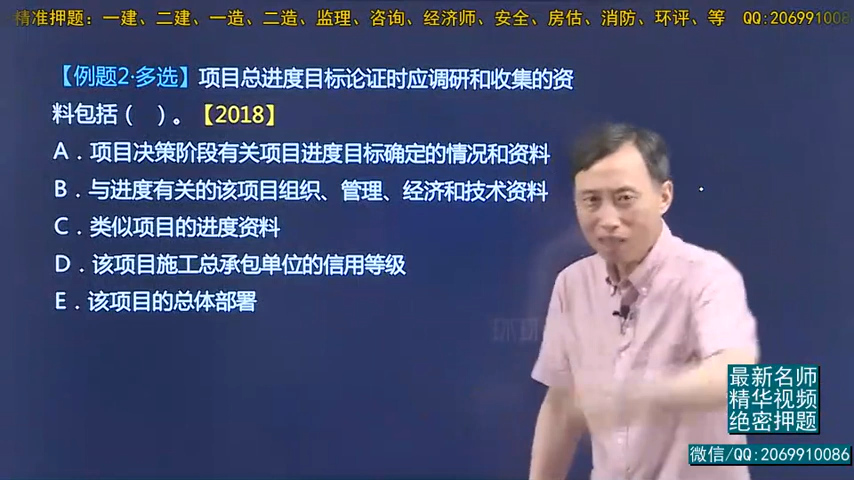 精准押题：一建、二建、一造、二造、监理、咨询、经济师、安全、房估、消防、环评、等 QQ:2069910086
【例题2·多选】项目总进度目标论证时应调研和收集的资
料包括（ ）。【2018】
A．项目决策阶段有关项目进度目标确定的情况和资料
B．与进度有关的该项目组织、管理、经济和技术资料
C．类似项目的进度资料
D．该项目施工总承包单位的信用等级
E．该项目的总体部署
最新名师
精华视频
绝密押题
微信/QQ:2069910086